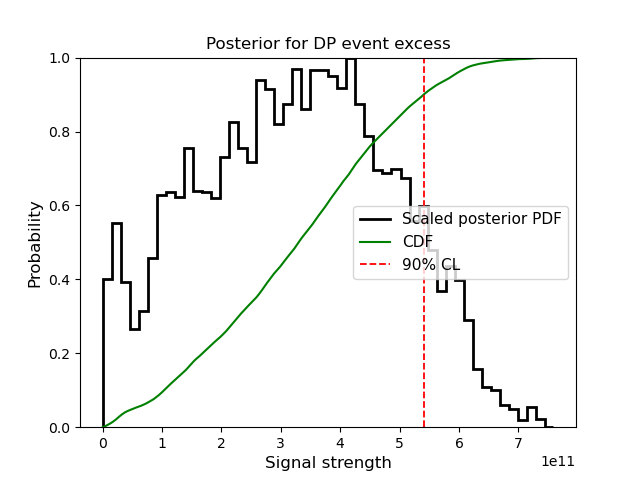 Posterior for DP event excess
Probability
1.0
0.8
0.6
0.4
0.2
0.0
Scaled posterior PDF
CDF
90% CL
0 1 2 3 4 5 6 7
1e11
Signal strength